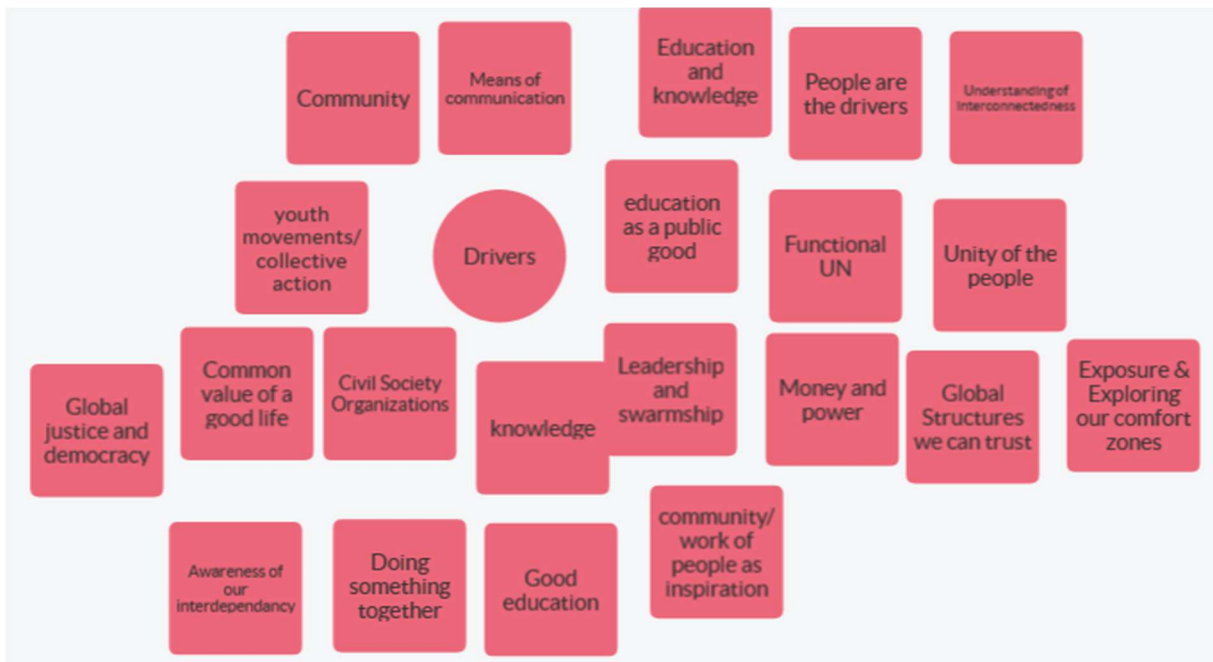 Community
Means of
communication
Education
and
knowledge
People are
the drivers
Understanding of
interconnectedness
youth
movements/
collective
action
Drivers
education
as a public
good
Functional
UN
Unity of the
people
Global
justice and
democracy
Common
value of a
good life
Civil Society
Organizations
knowledge
Leadership
and
swarmship
Money and
power
Global
Structures
we can trust
Exposure &
Exploring
our comfort
zones
Awareness of
our
interdependancy
Doing
something
together
Good
education
community/
work of
people as
inspiration